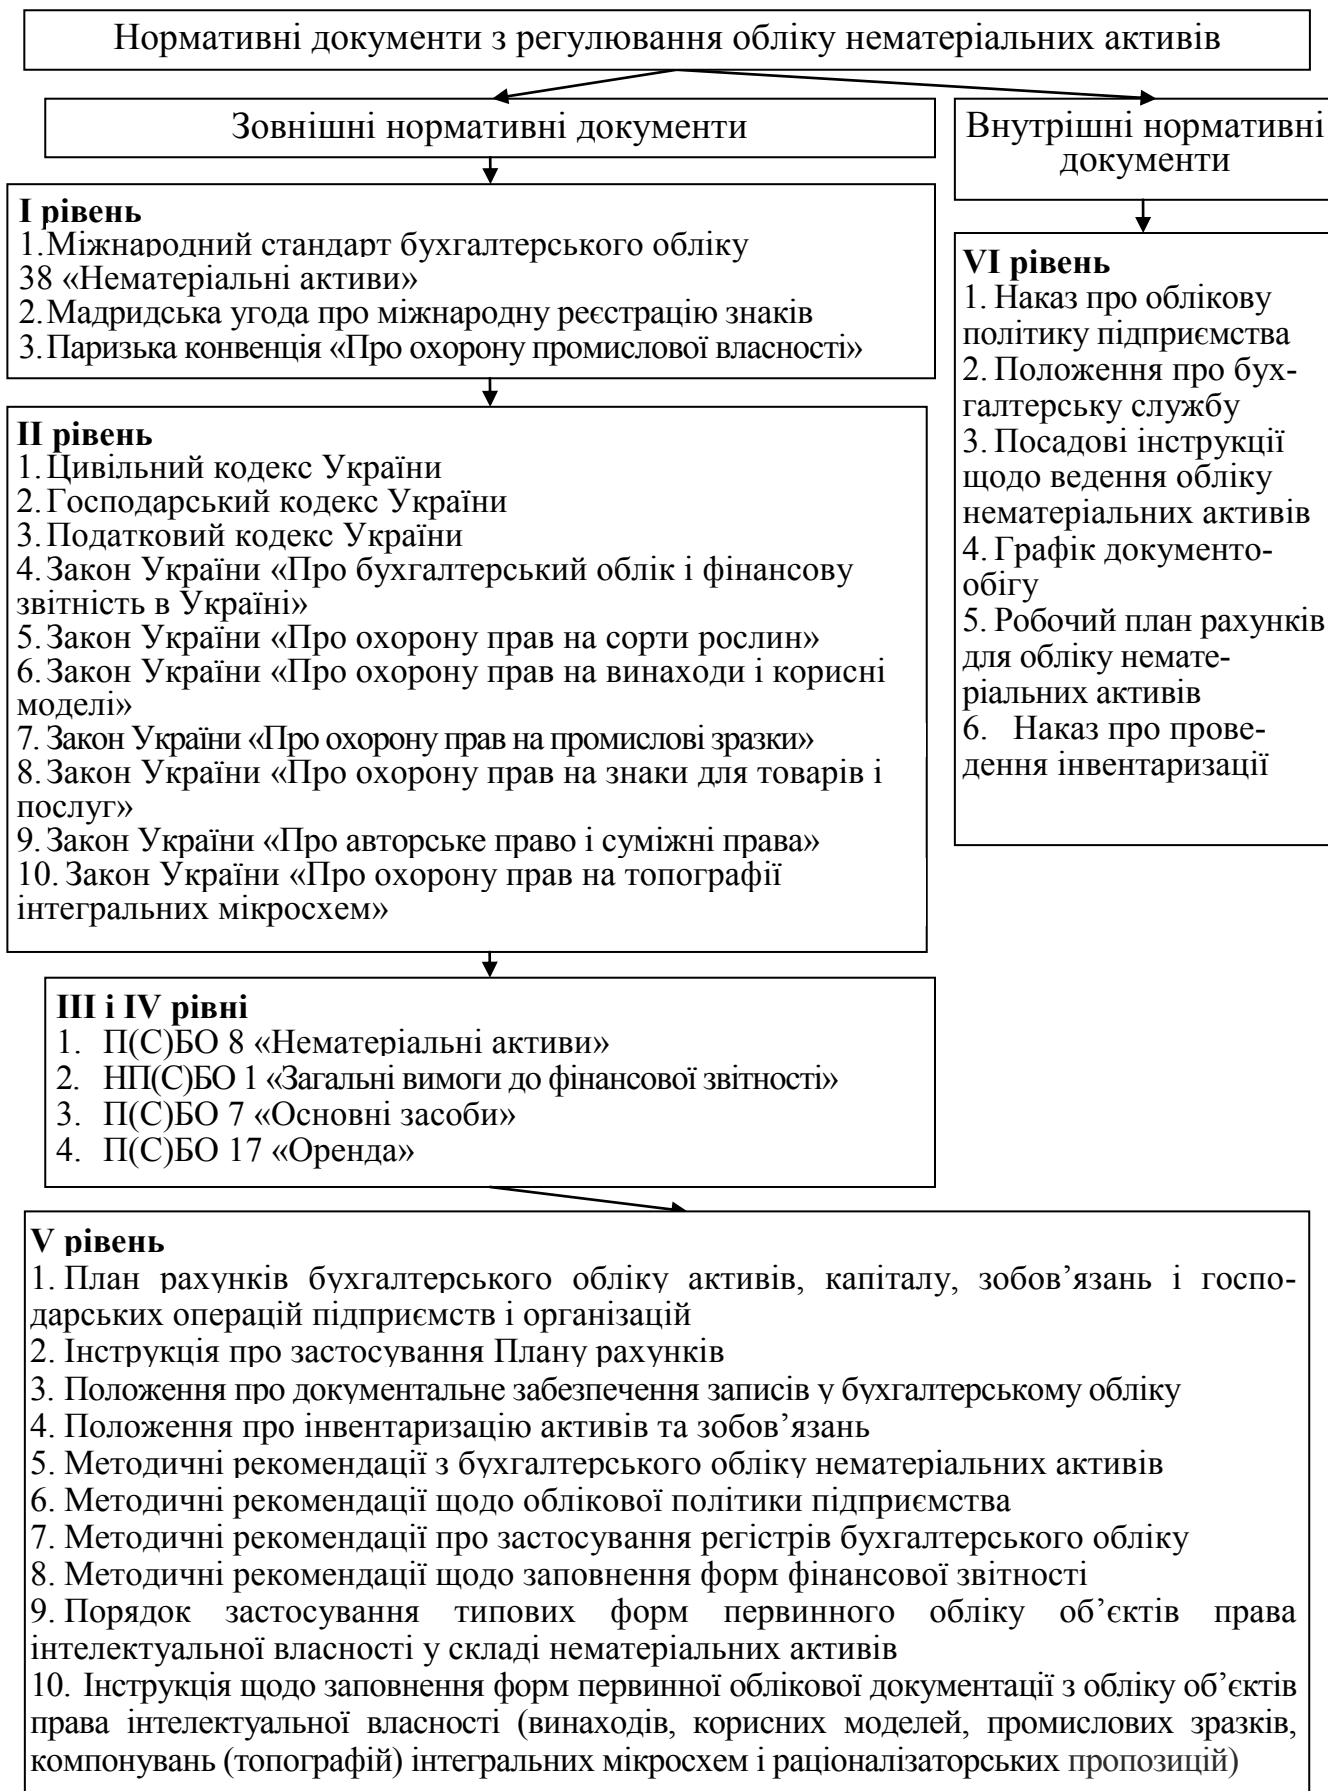 Нормативні документи з регулювання обліку нематеріальних активів
Зовнішні нормативні документи
I рівень
1. Міжнародний стандарт бухгалтерського обліку
38 «Нематеріальні активи»
2. Мадридська угода про міжнародну реєстрацію знаків
3. Паризька конвенція «Про охорону промислової власності»
II рівень
1. Цивільний кодекс України
2. Господарський кодекс України
3. Податковий кодекс України
4. Закон України «Про бухгалтерський облік і фінансову
звітність в Україні»
5. Закон України «Про охорону прав на сорти рослин»
6. Закон України «Про охорону прав на винаходи і корисні
моделі»
7. Закон України «Про охорону прав на промислові зразки»
8. Закон України «Про охорону прав на знаки для товарів і
послуг»
9. Закон України «Про авторське право і суміжні права»
10. Закон України «Про охорону прав на топографії
інтегральних мікросхем»
III і IV рівні
1. П(С)БО 8 «Нематеріальні активи»
2. НП(С)БО 1 «Загальні вимоги до фінансової звітності»
3. П(С)БО 7 «Основні засоби»
4. П(С)БО 17 «Оренда»
V рівень
1. План рахунків бухгалтерського обліку активів, капіталу, зобов’язань і госпо-
дарських операцій підприємств і організацій
2. Інструкція про застосування Плану рахунків
3. Положення про документальне забезпечення записів у бухгалтерському обліку
4. Положення про інвентаризацію активів та зобов’язань
5. Методичні рекомендації з бухгалтерського обліку нематеріальних активів
6. Методичні рекомендації щодо облікової політики підприємства
7. Методичні рекомендації про застосування регістрів бухгалтерського обліку
8. Методичні рекомендації щодо заповнення форм фінансової звітності
9. Порядок застосування типових форм первинного обліку об’єктів права
інтелектуальної власності у складі нематеріальних активів
10. Інструкція щодо заповнення форм первинної облікової документації з обліку об’єктів
права інтелектуальної власності (винаходів, корисних моделей, промислових зразків,
компонувань (топографій) інтегральних мікросхем і раціоналізаторських пропозицій)
Внутрішні нормативні
документи
VI рівень
1. Наказ про облікову
політику підприємства
2. Положення про бух-
галтерську службу
3. Посадові інструкції
щодо ведення обліку
нематеріальних активів
4. Графік документо-
обігу
5. Робочий план рахунків
для обліку немате-
ріальних активів
6. Наказ про прове-
дення інвентаризації